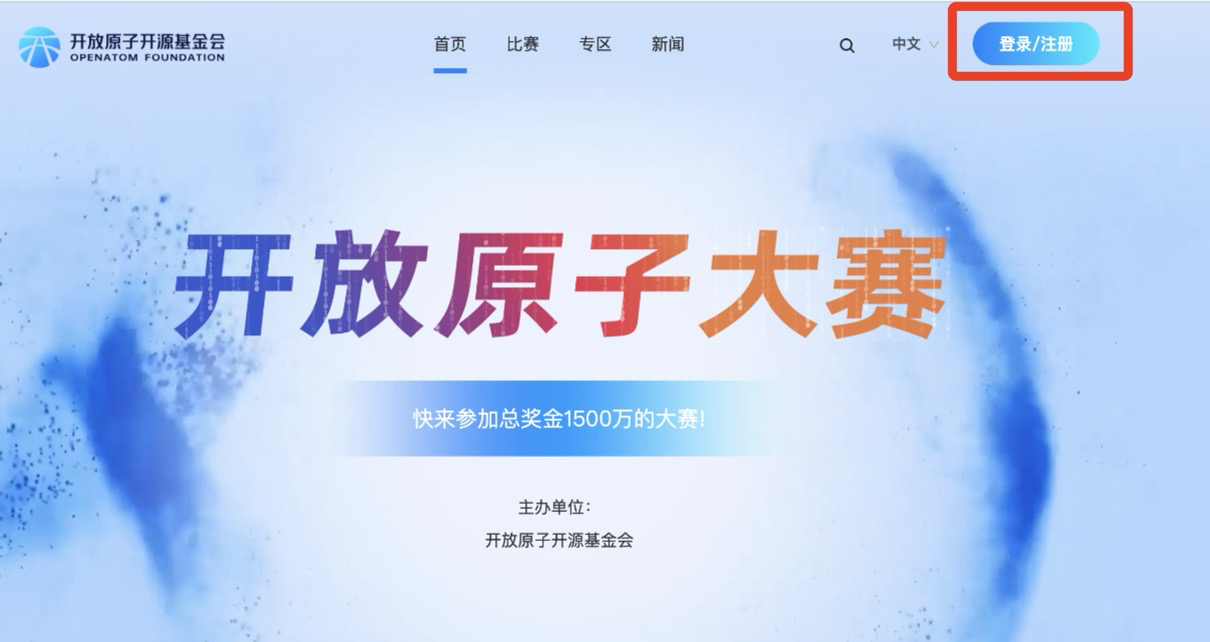 开放原子开源基金会
OPENATOM FOUNDATION
首页 比赛 专区 新闻 中文 登录/注册
开放原子大赛
快来参加总奖金1500万的大赛!
主办单位：
开放原子开源基金会